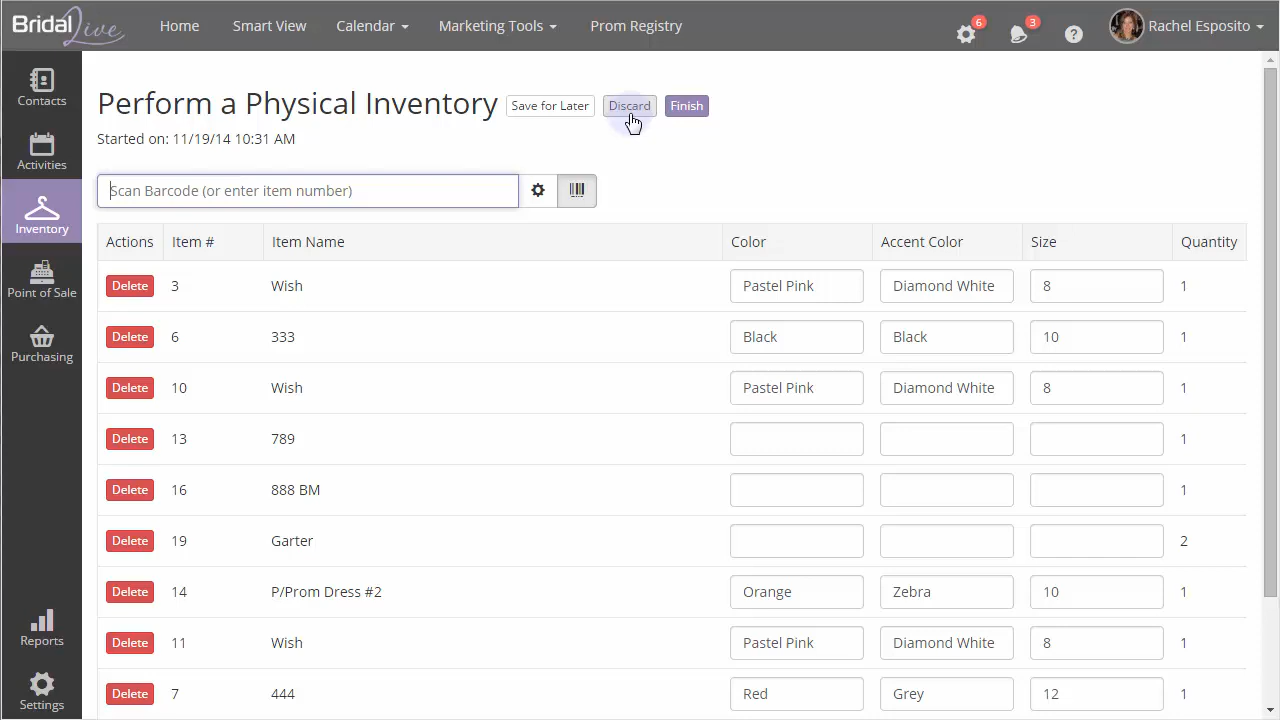 Bridal Live Home Smart View Calendar Marketing Tools Prom Registry 6 3 ? Rachel Esposito
Contacts
Activities
Inventory
Point of Sale
Purchasing
Reports
Settings
Perform a Physical Inventory Save for Later Discard Finish
Started on: 11/19/14 10:31 AM
Scan Barcode (or enter item number)
Actions Item # Item Name Color Accent Color Size Quantity
Delete 3 Wish Pastel Pink Diamond White 8 1
Delete 6 333 Black Black 10 1
Delete 10 Wish Pastel Pink Diamond White 8 1
Delete 13 789 1
Delete 16 888 BM 1
Delete 19 Garter 2
Delete 14 P/Prom Dress #2 Orange Zebra 10 1
Delete 11 Wish Pastel Pink Diamond White 8 1
Delete 7 444 Red Grey 12 1